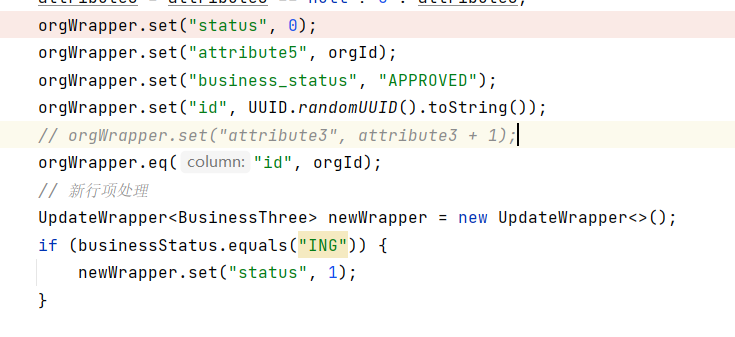 orgWrapper.set("status", 0);
orgWrapper.set("attribute5", orgId);
orgWrapper.set("business_status", "APPROVED");
orgWrapper.set("id", UUID.randomUUID().toString());
// orgWrapper.set("attribute3", attribute3 + 1);
orgWrapper.eq( column: "id", orgId);
// 新行项处理
UpdateWrapper<BusinessThree> newWrapper = new UpdateWrapper<>();
if (businessStatus.equals("ING")) {
newWrapper.set("status", 1);
}